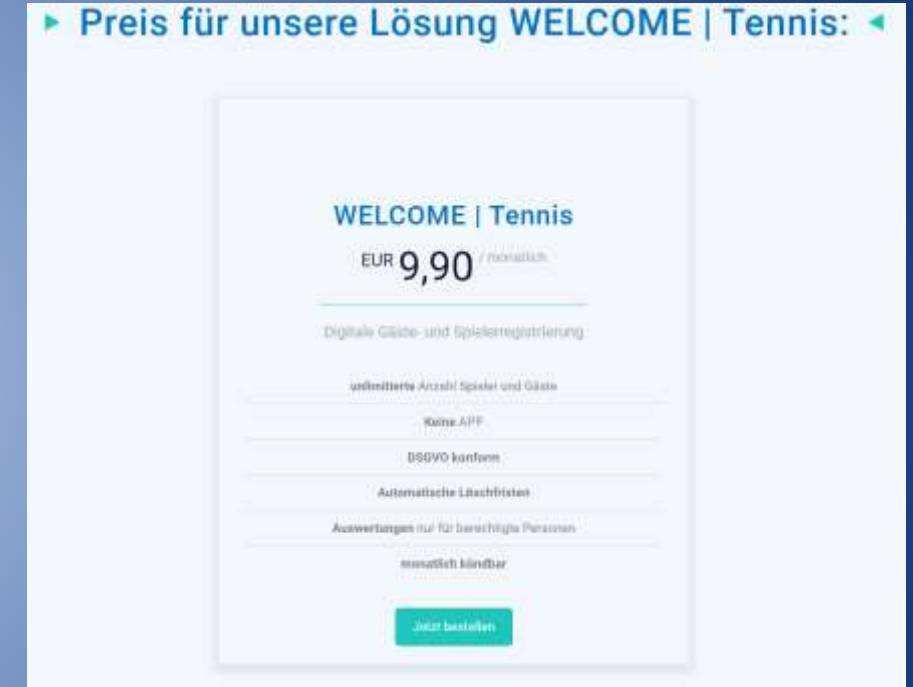 Preis für unsere Lösung WELCOME | Tennis:
WELCOME | Tennis
EUR 9,90 / monatlich
Digitale Gäste- und Spielerregistrierung
unlimitierte Anzahl Spieler und Gäste
Keine APP
DSGVO konform
Automatische Löschfristen
Auswertungen nur für berechtigte Personen
monatlich kündbar
Jetzt bestellen